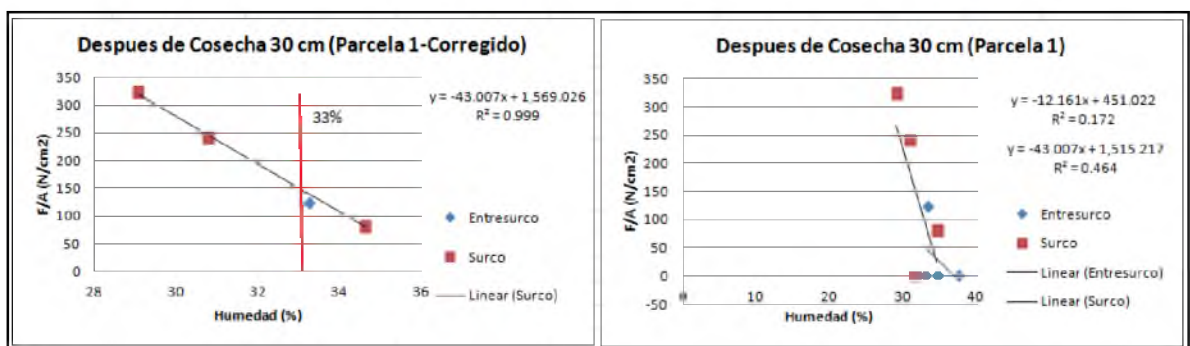 Despues de Cosecha 30 cm (Parcela 1-Corregido)
350
300
250
200
150
100
50
0
F/A (N/cm2)
28
30
32
34
36
Humedad (%)
33%
y = -43.007x + 1,569.026
R² = 0.999
Entresurco
Surco
Linear (Surco)
Despues de Cosecha 30 cm (Parcela 1)
350
300
250
200
150
100
50
0
-50
F/A (N/cm2)
0
10
20
30
40
Humedad (%)
y = -12.161x + 451.022
R² = 0.172
y = -43.007x + 1,515.217
R² = 0.464
Entresurco
Surco
Linear (Entresurco)
Linear (Surco)